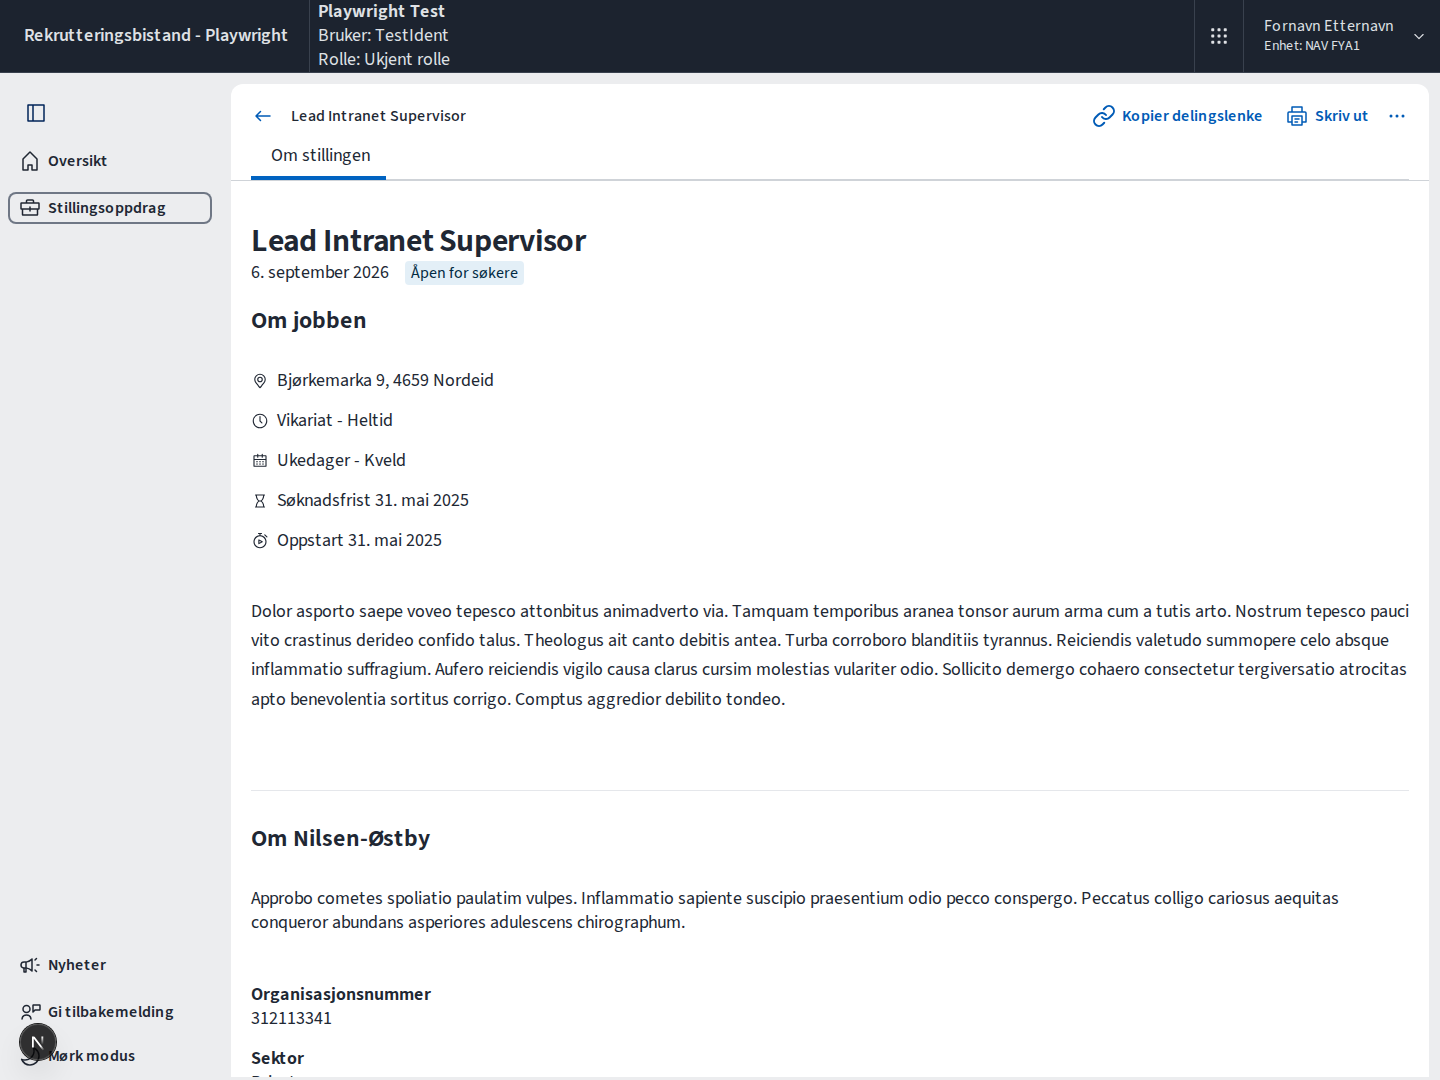 Rekrutteringsbistand - Playwright
Playwright Test
Bruker: TestIdent
Rolle: Ukjent rolle
Fornavn Etternavn
Enhet: NAV FYA1
Oversikt
Stillingsoppdrag
Nyheter
Gi tilbakemelding
N
Mørk modus
Lead Intranet Supervisor
Kopier delingslenke
Skriv ut
Om stillingen
Lead Intranet Supervisor
6. september 2026
Åpen for søkere
Om jobben
Bjørkemarka 9, 4659 Nordeid
Vikariat - Heltid
Ukedager - Kveld
Søknadsfrist 31. mai 2025
Oppstart 31. mai 2025
Dolor asporto saepe voveo tepesco attonbitus animadverto via. Tamquam temporibus aranea tonsor aurum arma cum a tutis arto. Nostrum tepesco pauci
vito crastinus derideo confido talus. Theologus ait canto debitis antea. Turba corroboro blanditiis tyrannus. Reiciendis valetudo summopere celo absque
inflammatio suffragium. Aufero reiciendis vigilo causa clarus cursim molestias vulariter odio. Sollicito demergo cohaero consectetur tergiversatio atrocitas
apto benevolentia sortitus corrigo. Comptus aggredior debilito tondeo.
Om Nilsen-Østby
Approbo cometes spoliatio paulatim vulpes. Inflammatio sapiente suscipio praesentium odio pecco conspergo. Peccatus colligo cariosus aequitas
conqueror abundans asperiores adulescens chirographum.
Organisasjonsnummer
312113341
Sektor